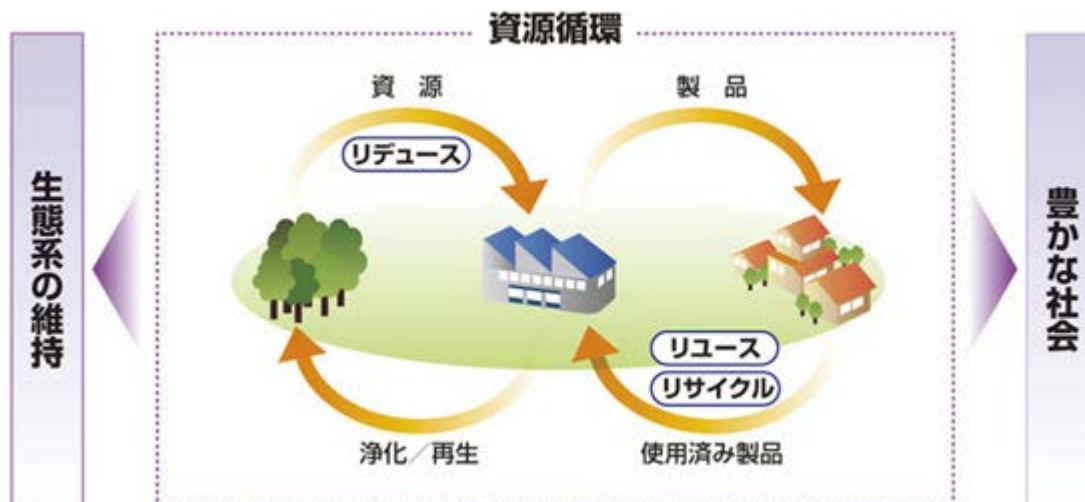 資源循環
資源
製品
リデュース
生態系の維持
豊かな社会
リユース
リサイクル
浄化/再生
使用済み製品